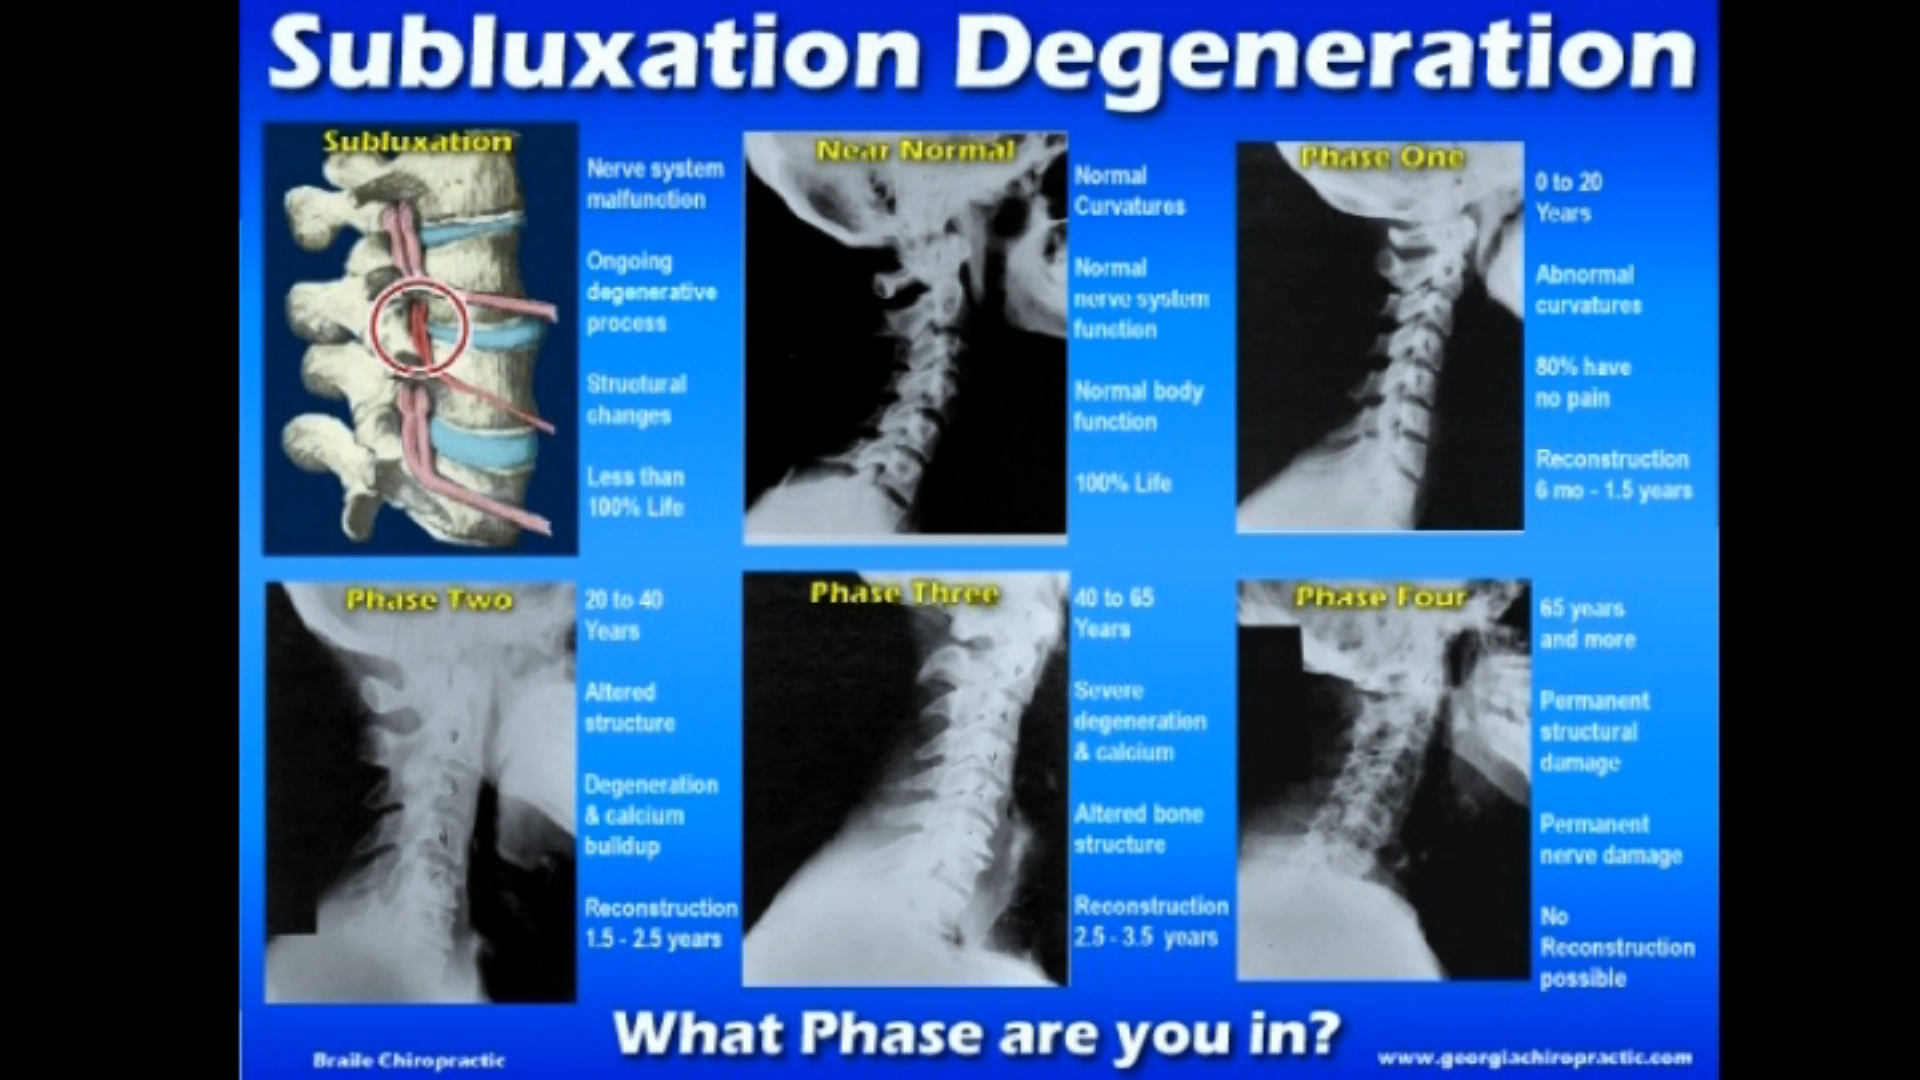 Subluxation Degeneration
Subluxation
Nerve system
malfunction
Ongoing
degenerative
process
Structural
changes
Less than
100% Life
Near Normal
Normal
Curvatures
Normal
nerve system
function
Normal body
function
100% Life
Phase One
0 to 20
Years
Abnormal
curvatures
80% have
no pain
Reconstruction
6 mo - 1.5 years
Phase Two
20 to 40
Years
Altered
structure
Degeneration
& calcium
buildup
Reconstruction
1.5 - 2.5 years
Phase Three
40 to 65
Years
Severe
degeneration
& calcium
Altered bone
structure
Reconstruction
2.5 - 3.5 years
Phase Four
65 years
and more
Permanent
structural
damage
Permanent
nerve damage
No
Reconstruction
possible
What Phase are you in?
Braile Chiropractic
www.georgiachiropractic.com